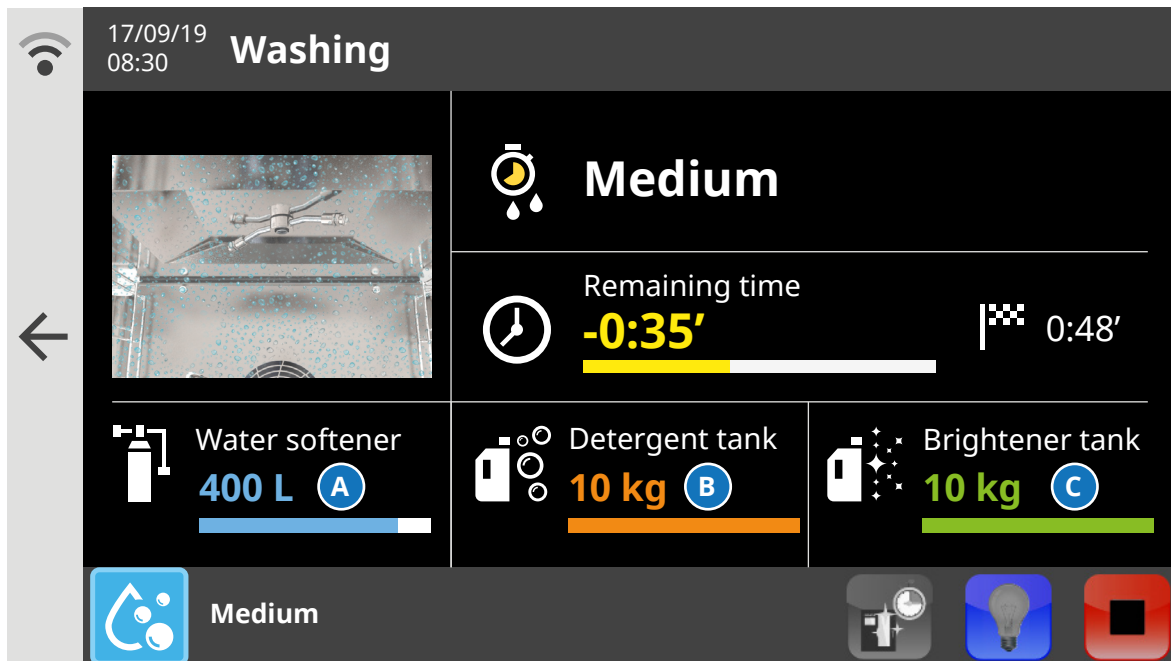 17/09/19
08:30
Washing
Medium
Remaining time
-0:35’
0:48’
Water softener
400 L
A
Detergent tank
10 kg
B
Brightener tank
10 kg
C
Medium